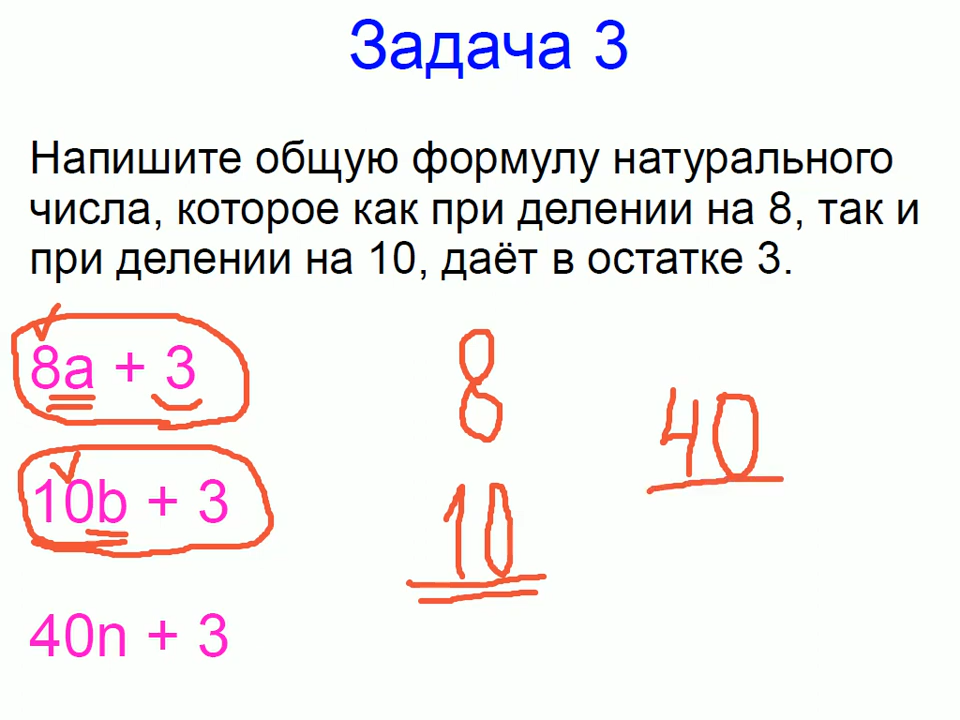 Задача 3
Напишите общую формулу натурального
числа, которое как при делении на 8, так и
при делении на 10, даёт в остатке 3.
8a + 3
10b + 3
40n + 3
8
10
40